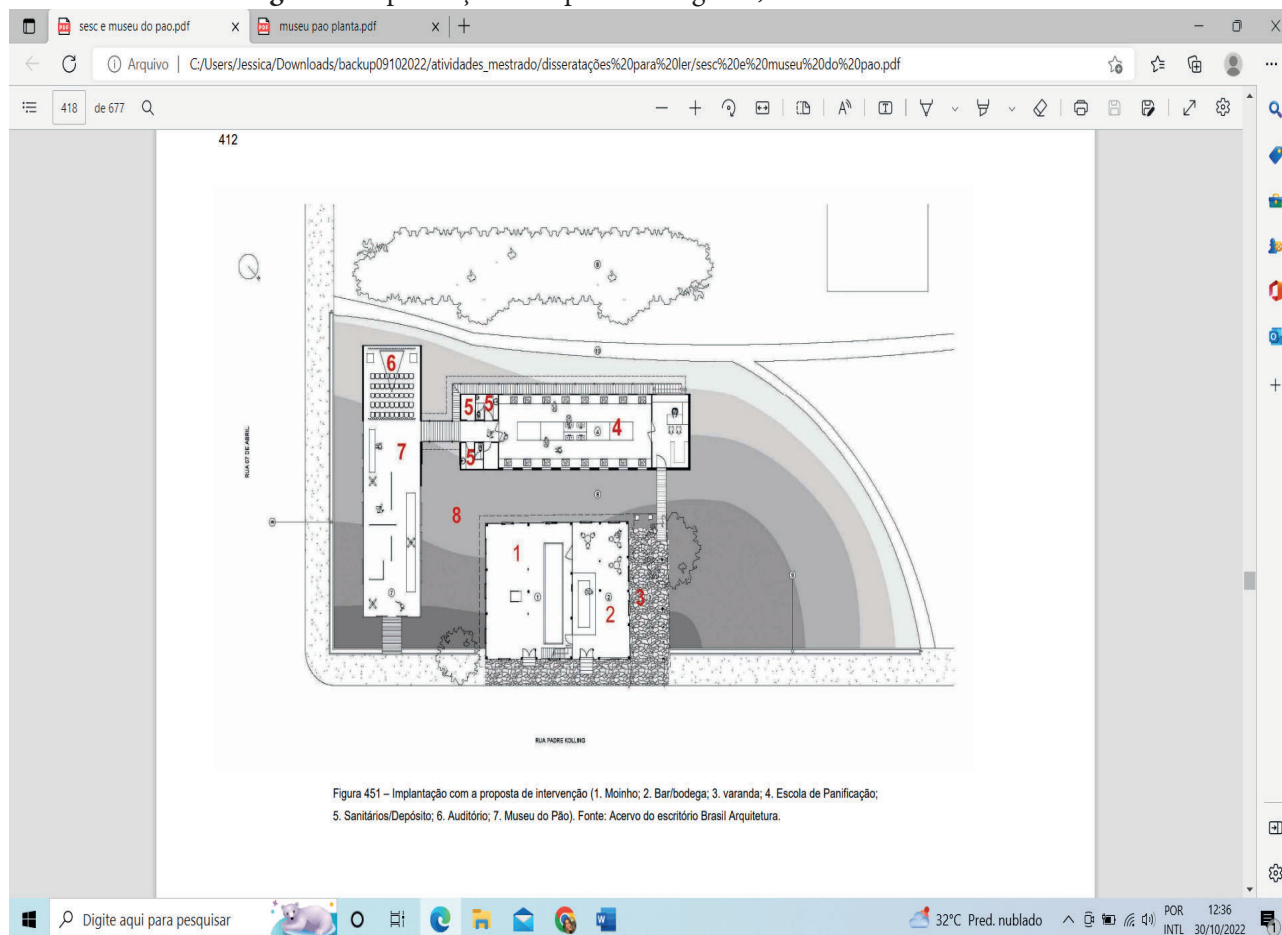 sesc e museu do pao.pdf
museu pao planta.pdf
Arquivo
C:/Users/Jessica/Downloads/backup09102022/atividades_mestrado/disseratações%20para%20ler/sesc%20e%20museu%20do%20pao.pdf
418 de 677
412
6
5 5
4
7
5
RUA 07 DE ABRIL
8
1
2
3
RUA PADRE KOLLING
Figura 451 – Implantação com a proposta de intervenção (1. Moinho; 2. Bar/bodega; 3. varanda; 4. Escola de Panificação;
5. Sanitários/Depósito; 6. Auditório; 7. Museu do Pão). Fonte: Acervo do escritório Brasil Arquitetura.
Digite aqui para pesquisar
32°C Pred. nublado
POR
INTL
12:36
30/10/2022